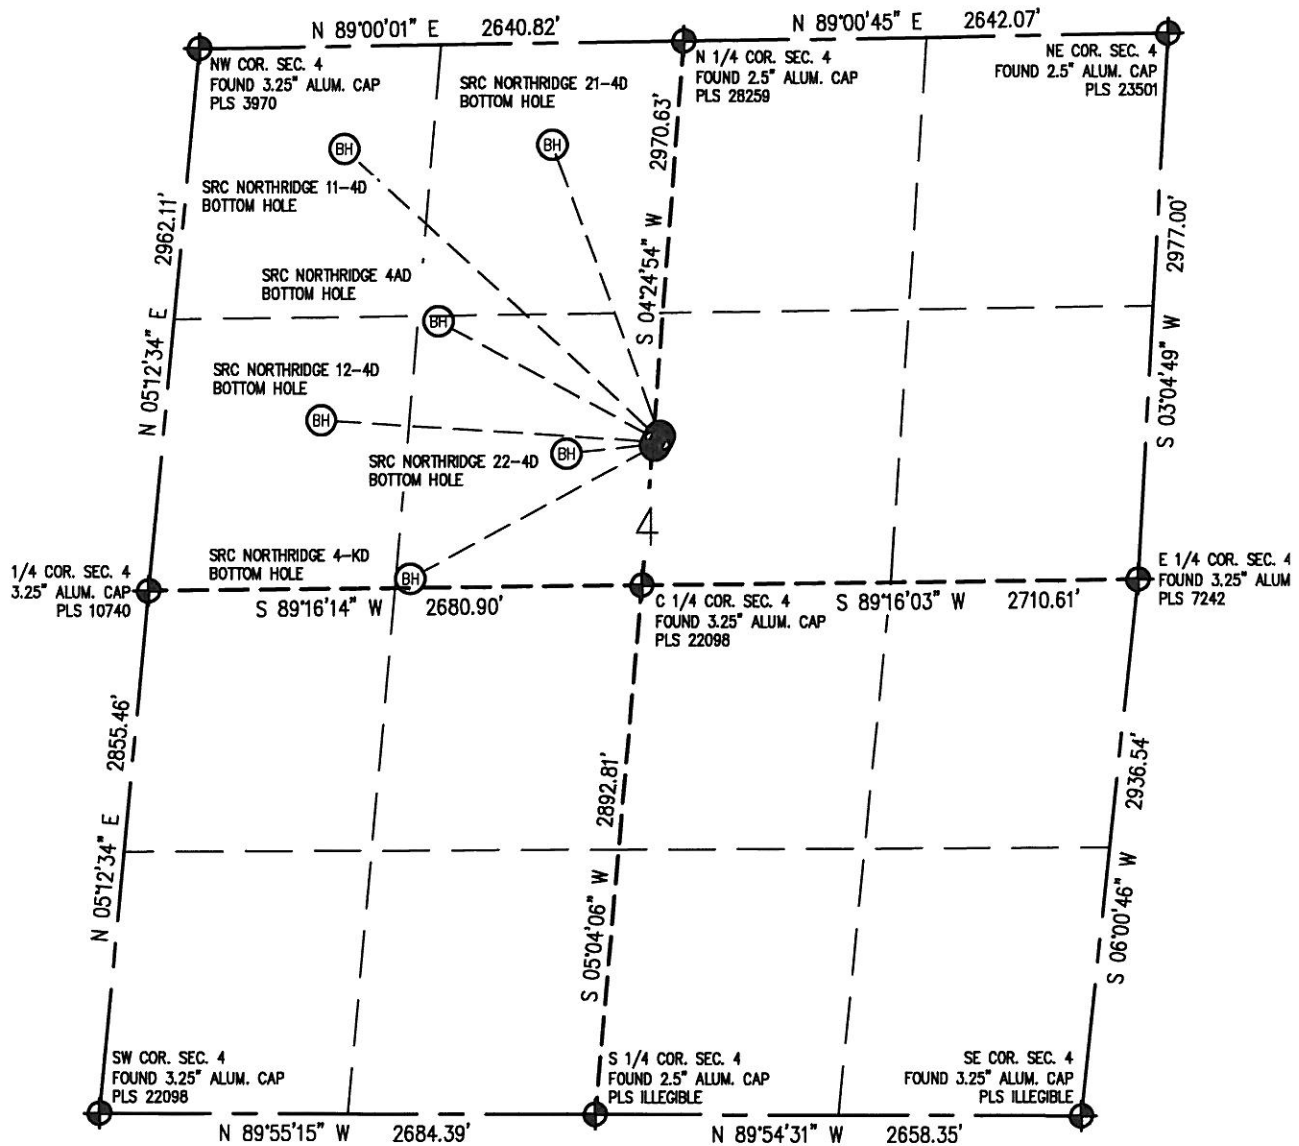 N 89°00'01" E 2640.82'
N 89°00'45" E 2642.07'
NW COR. SEC. 4
FOUND 3.25" ALUM. CAP
PLS 3970
SRC NORTHRIDGE 21-4D
BOTTOM HOLE
N 1/4 COR. SEC. 4
FOUND 2.5" ALUM. CAP
PLS 28259
NE COR. SEC. 4
FOUND 2.5" ALUM. CAP
PLS 23501
BH
BH
SRC NORTHRIDGE 11-4D
BOTTOM HOLE
N 05°12'34" E 2962.11'
S 04°24'54" W 2970.63'
S 03°04'49" W 2977.00'
SRC NORTHRIDGE 4AD
BOTTOM HOLE
BH
SRC NORTHRIDGE 12-4D
BOTTOM HOLE
BH
SRC NORTHRIDGE 22-4D
BOTTOM HOLE
BH
4
SRC NORTHRIDGE 4-KD
BOTTOM HOLE
BH
1/4 COR. SEC. 4
3.25" ALUM. CAP
PLS 10740
S 89°16'14" W 2680.90'
C 1/4 COR. SEC. 4
FOUND 3.25" ALUM. CAP
PLS 22098
S 89°16'03" W 2710.61'
E 1/4 COR. SEC. 4
FOUND 3.25" ALUM
PLS 7242
N 05°12'34" E 2855.46'
S 05°04'06" W 2892.81'
S 06°00'46" W 2936.54'
SW COR. SEC. 4
FOUND 3.25" ALUM. CAP
PLS 22098
S 1/4 COR. SEC. 4
FOUND 2.5" ALUM. CAP
PLS ILLEGIBLE
SE COR. SEC. 4
FOUND 3.25" ALUM. CAP
PLS ILLEGIBLE
N 89°55'15" W 2684.39'
N 89°54'31" W 2658.35'